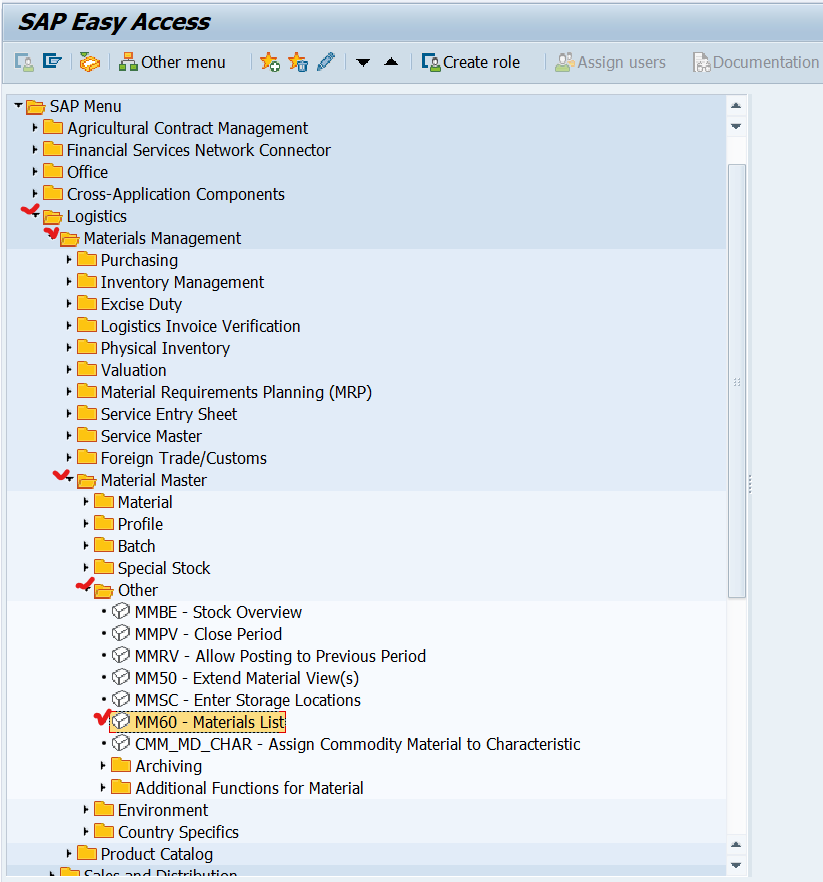 SAP Easy Access
Other menu Create role Assign users Documentation
SAP Menu
Agricultural Contract Management
Financial Services Network Connector
Office
Cross-Application Components
Logistics
Materials Management
Purchasing
Inventory Management
Excise Duty
Logistics Invoice Verification
Physical Inventory
Valuation
Material Requirements Planning (MRP)
Service Entry Sheet
Service Master
Foreign Trade/Customs
Material Master
Material
Profile
Batch
Special Stock
Other
MMBE - Stock Overview
MMPV - Close Period
MMRV - Allow Posting to Previous Period
MM50 - Extend Material View(s)
MMSC - Enter Storage Locations
MM60 - Materials List
CMM_MD_CHAR - Assign Commodity Material to Characteristic
Archiving
Additional Functions for Material
Environment
Country Specifics
Product Catalog
Sales and Distribution